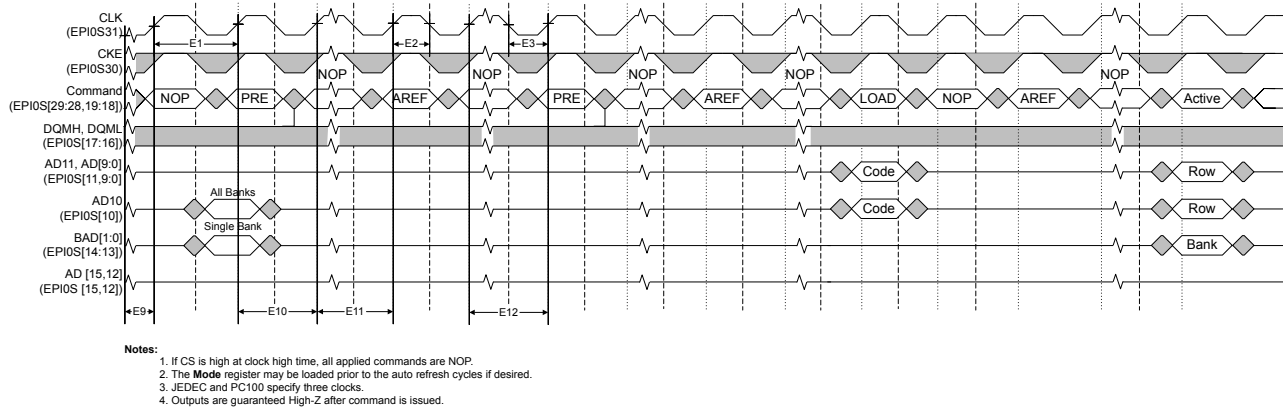 CLK
(EPI0S31)
E1
E2
E3
CKE
(EPI0S30)
NOP
NOP
NOP
NOP
NOP
Command
(EPI0S[29:28,19:18])
NOP
PRE
AREF
PRE
AREF
LOAD
NOP
AREF
Active
DQMH, DQML
(EPI0S[17:16])
AD11, AD[9:0]
(EPI0S[11,9:0]
Code
Row
All Banks
AD10
(EPI0S[10])
Code
Row
Single Bank
BAD[1:0]
(EPI0S[14:13])
Bank
AD [15,12]
(EPI0S [15,12])
E9
E10
E11
E12
Notes:
1. If CS is high at clock high time, all applied commands are NOP.
2. The Mode register may be loaded prior to the auto refresh cycles if desired.
3. JEDEC and PC100 specify three clocks.
4. Outputs are guaranteed High-Z after command is issued.